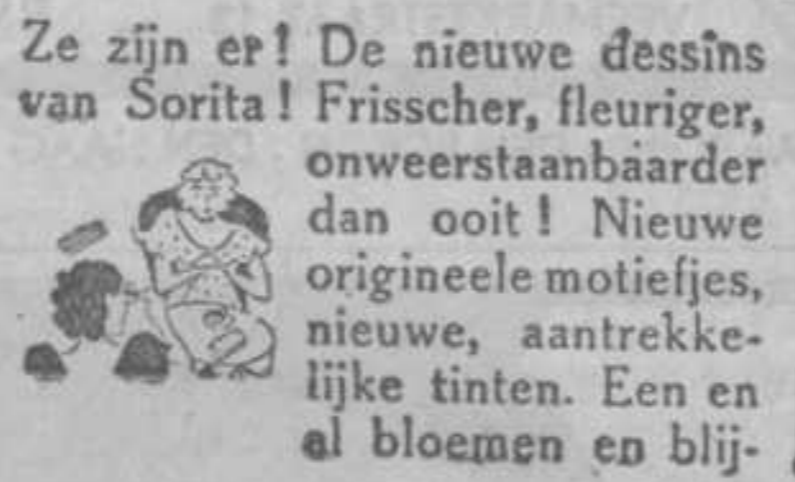 Ze zijn er! De nieuwe dessins
van Sorita! Frisscher, fleuriger,
onweerstaanbaarder
dan ooit! Nieuwe
origineele motiefjes,
nieuwe, aantrekke-
lijke tinten. Een en
al bloemen en blij-